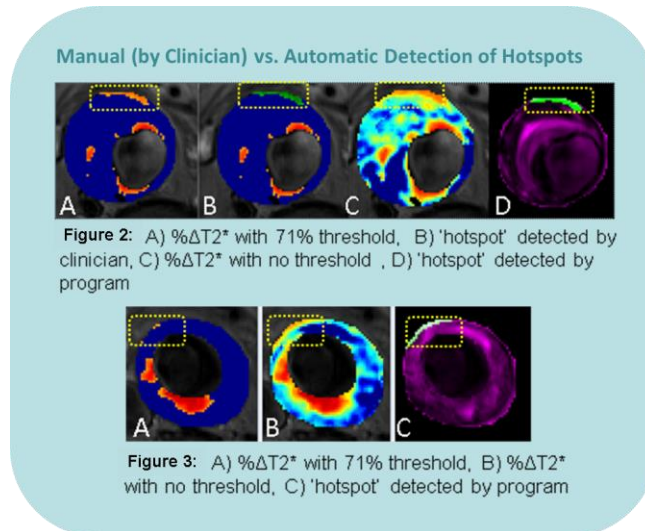 Manual (by Clinician) vs. Automatic Detection of Hotspots
A B C D
Figure 2: A) %ΔT2* with 71% threshold, B) 'hotspot' detected by
clinician, C) %ΔT2* with no threshold , D) 'hotspot' detected by
program
A B C
Figure 3: A) %ΔT2* with 71% threshold, B) %ΔT2*
with no threshold, C) 'hotspot' detected by program